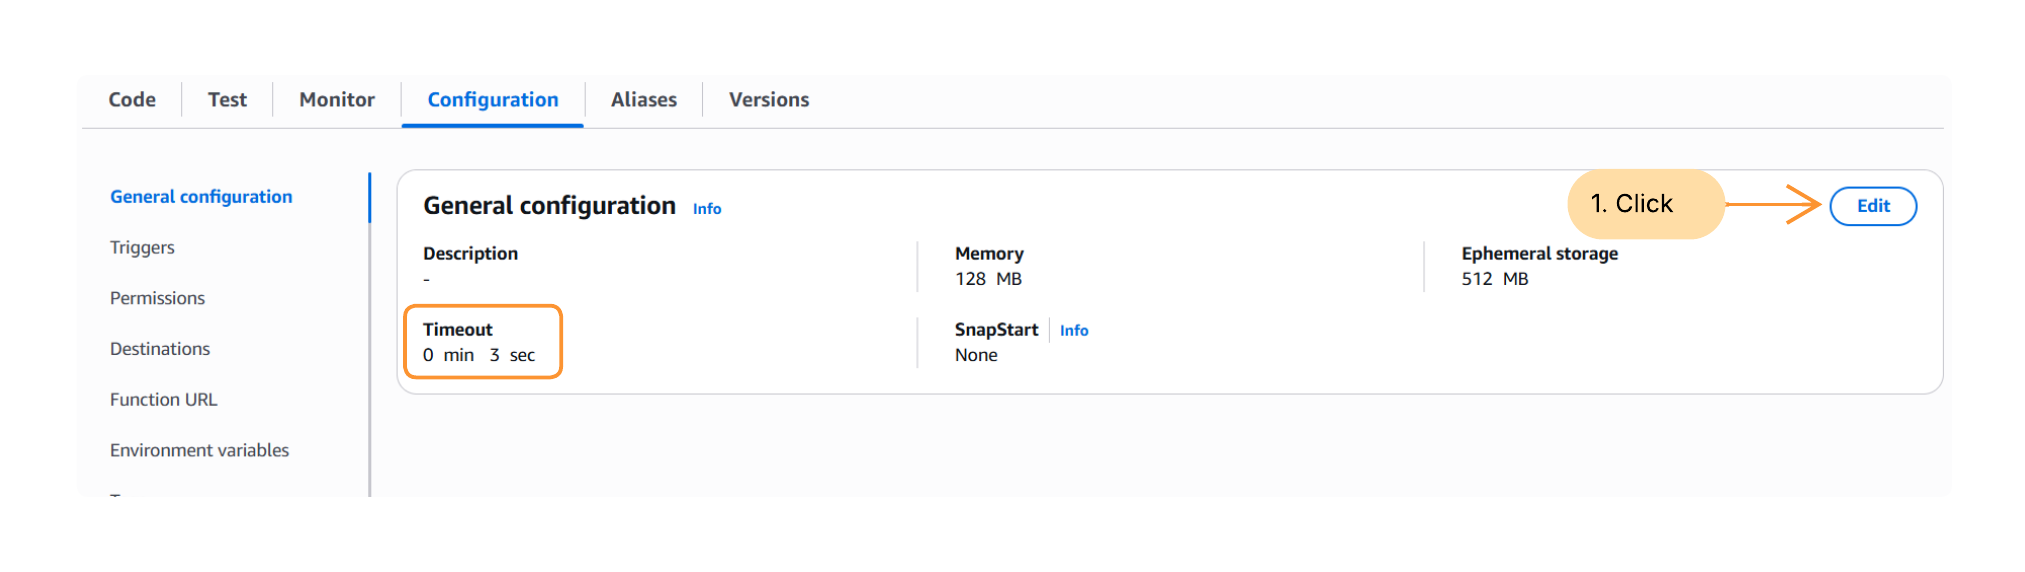 Code Test Monitor Configuration Aliases Versions
General configuration
Triggers
Permissions
Destinations
Function URL
Environment variables
General configuration Info
1. Click
Edit
Description
-
Memory
128 MB
Ephemeral storage
512 MB
Timeout
0 min 3 sec
SnapStart Info
None